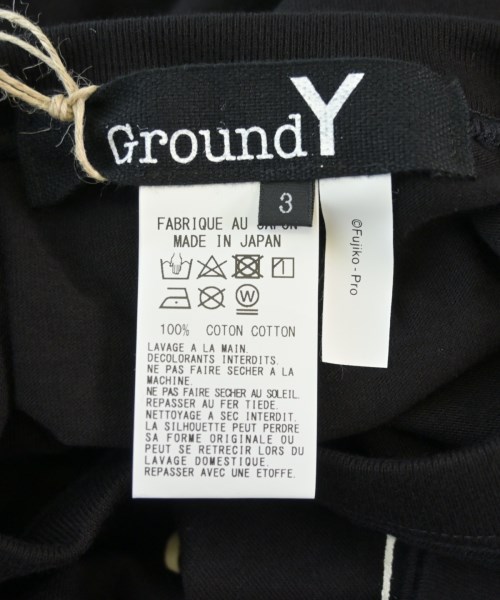 Ground Y
3
FABRIQUE AU JAPON
MADE IN JAPAN
W
100% COTON COTTON
LAVAGE A LA MAIN.
DECOLORANTS INTERDITS.
NE PAS FAIRE SECHER A LA
MACHINE.
NE PAS FAIRE SECHER AU SOLEIL.
REPASSER AU FER TIEDE.
NETTOYAGE A SEC INTERDIT.
LA SILHOUETTE PEUT PERDRE
SA FORME ORIGINALE OU
PEUT SE RETRECIR LORS DU
LAVAGE DOMESTIQUE.
REPASSER AVEC UNE ETOFFE.
©Fujiko-Pro